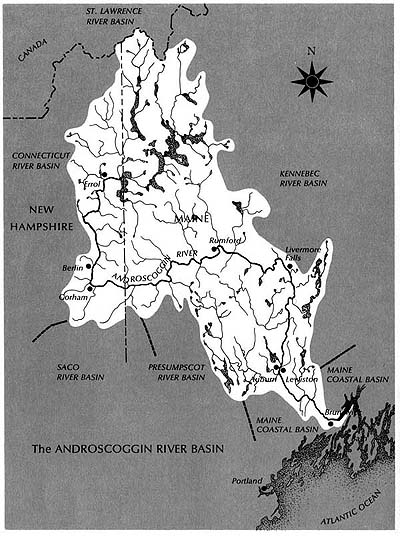 ST. LAWRENCE
RIVER BASIN
CANADA
N
CONNECTICUT
RIVER BASIN
KENNEBEC
RIVER BASIN
Errol
NEW
HAMPSHIRE
MAINE
Rumford
Livermore
Falls
ANDROSCOGGIN RIVER
Berlin
Gorham
SACO
RIVER BASIN
PRESUMPSCOT
RIVER BASIN
MAINE
COASTAL BASIN
Auburn
Lewiston
MAINE
COASTAL BASIN
The ANDROSCOGGIN RIVER BASIN
Portland
ATLANTIC OCEAN